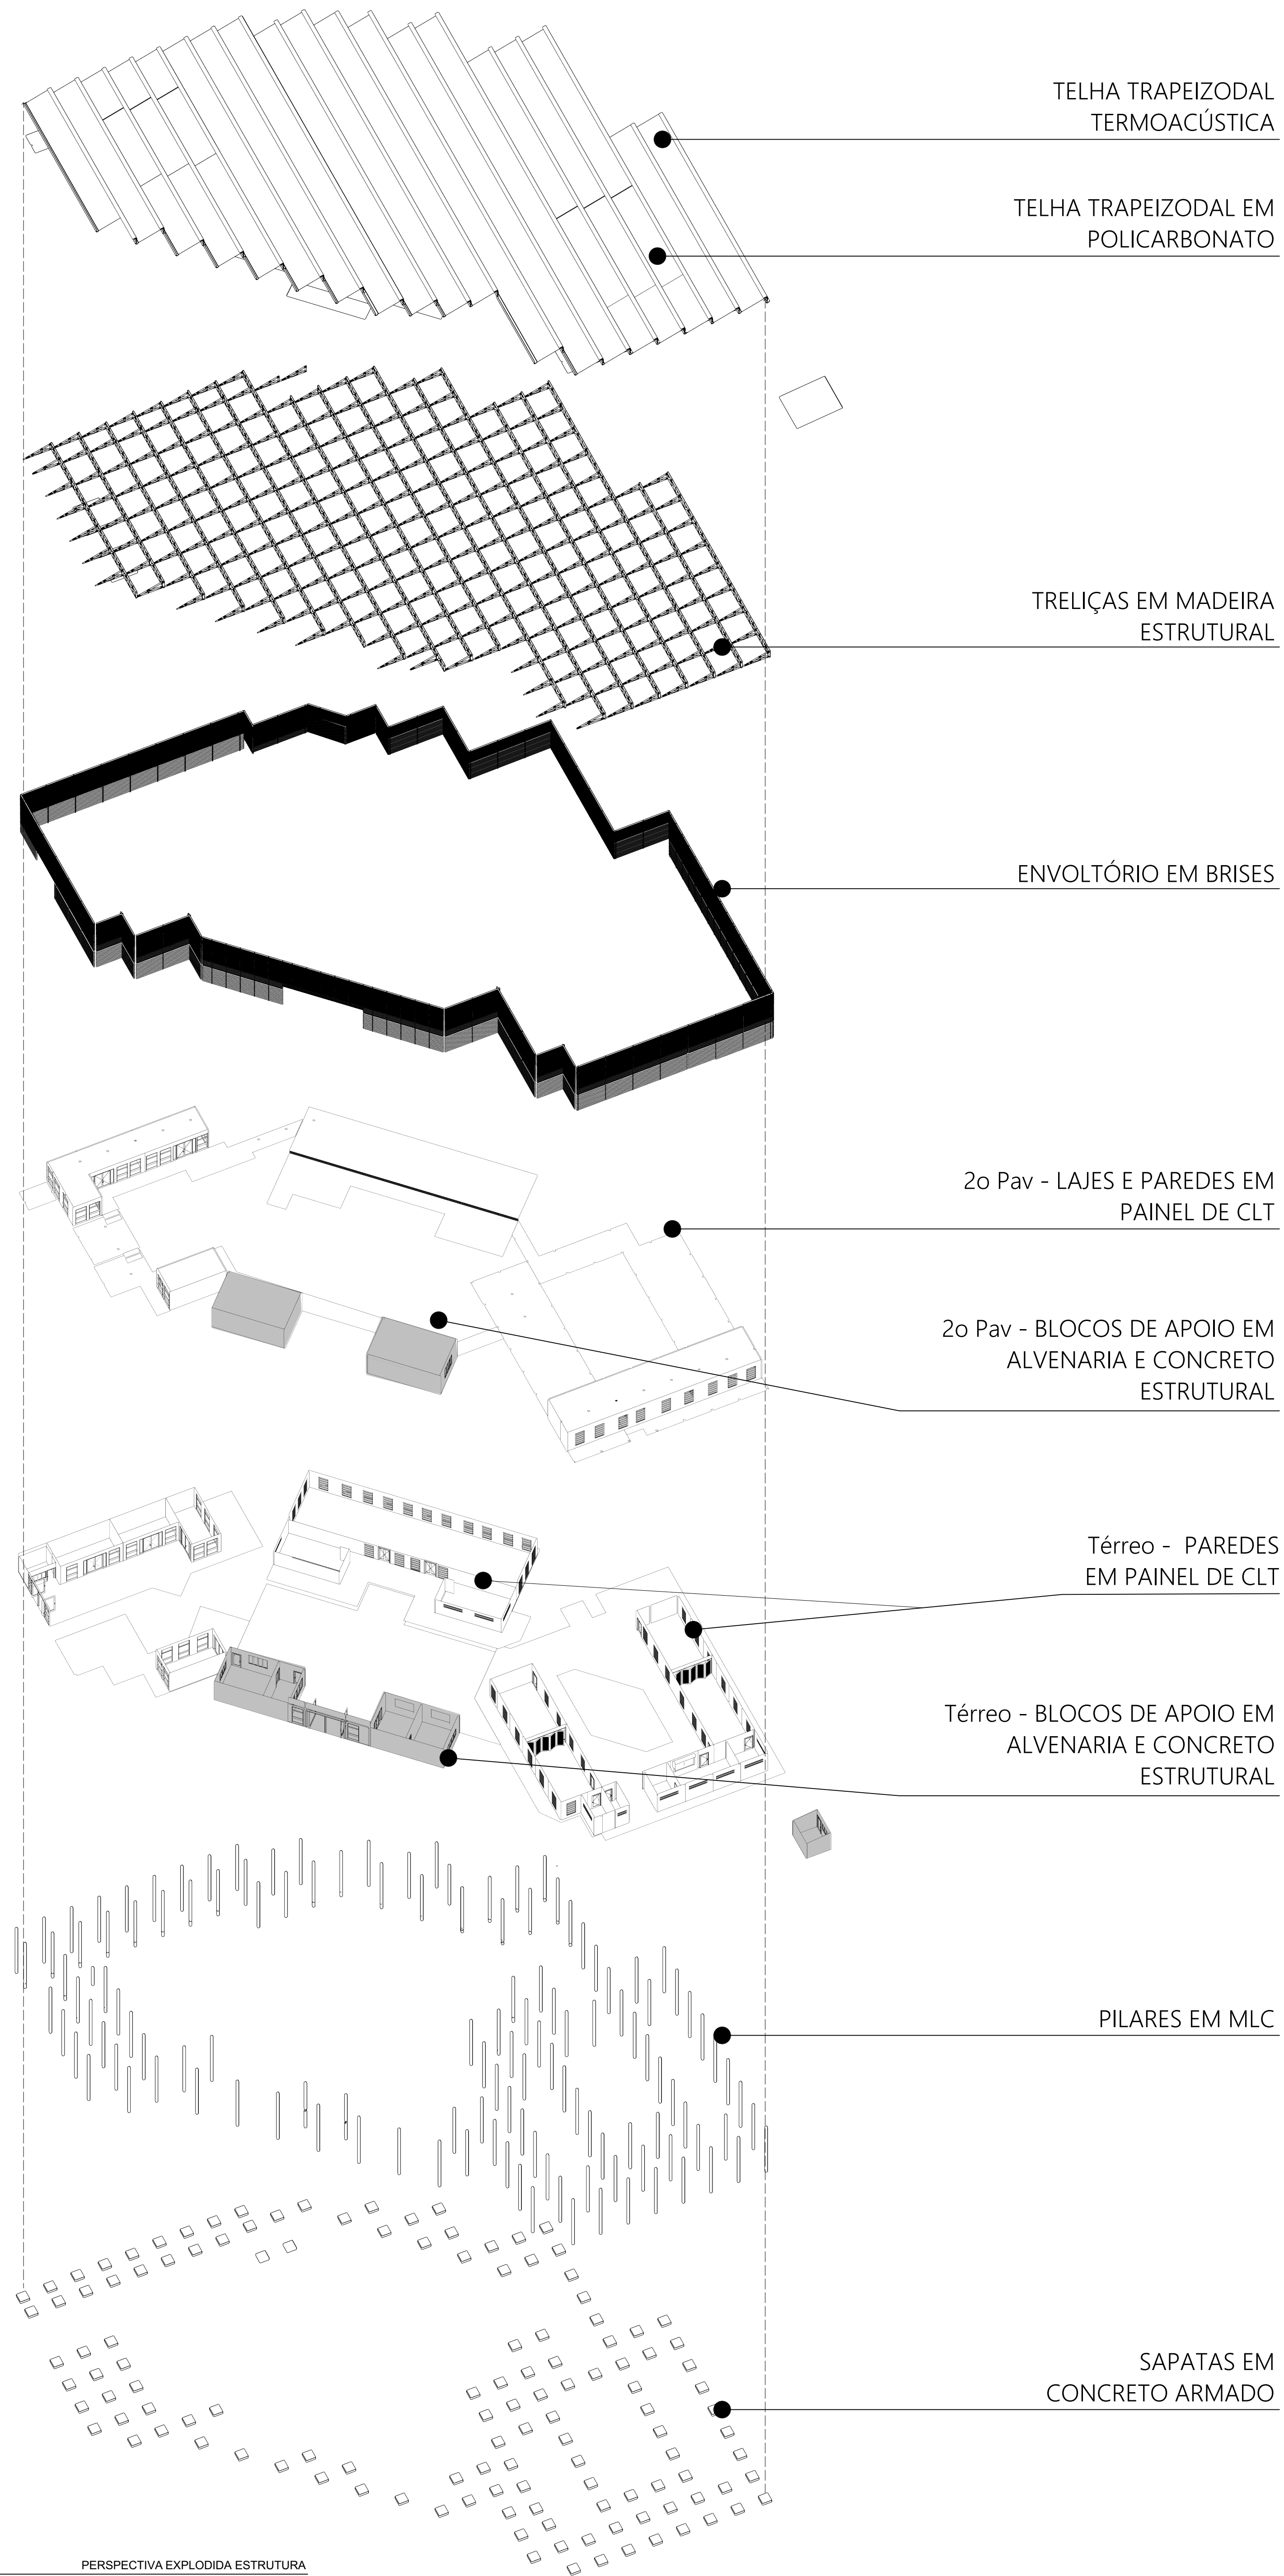 TELHA TRAPEIZODAL
TERMOACÚSTICA
TELHA TRAPEIZODAL EM
POLICARBONATO
TRELIÇAS EM MADEIRA
ESTRUTURAL
ENVOLTÓRIO EM BRISES
2o Pav - LAJES E PAREDES EM
PAINEL DE CLT
2o Pav - BLOCOS DE APOIO EM
ALVENARIA E CONCRETO
ESTRUTURAL
Térreo - PAREDES
EM PAINEL DE CLT
Térreo - BLOCOS DE APOIO EM
ALVENARIA E CONCRETO
ESTRUTURAL
PILARES EM MLC
SAPATAS EM
CONCRETO ARMADO
PERSPECTIVA EXPLODIDA ESTRUTURA